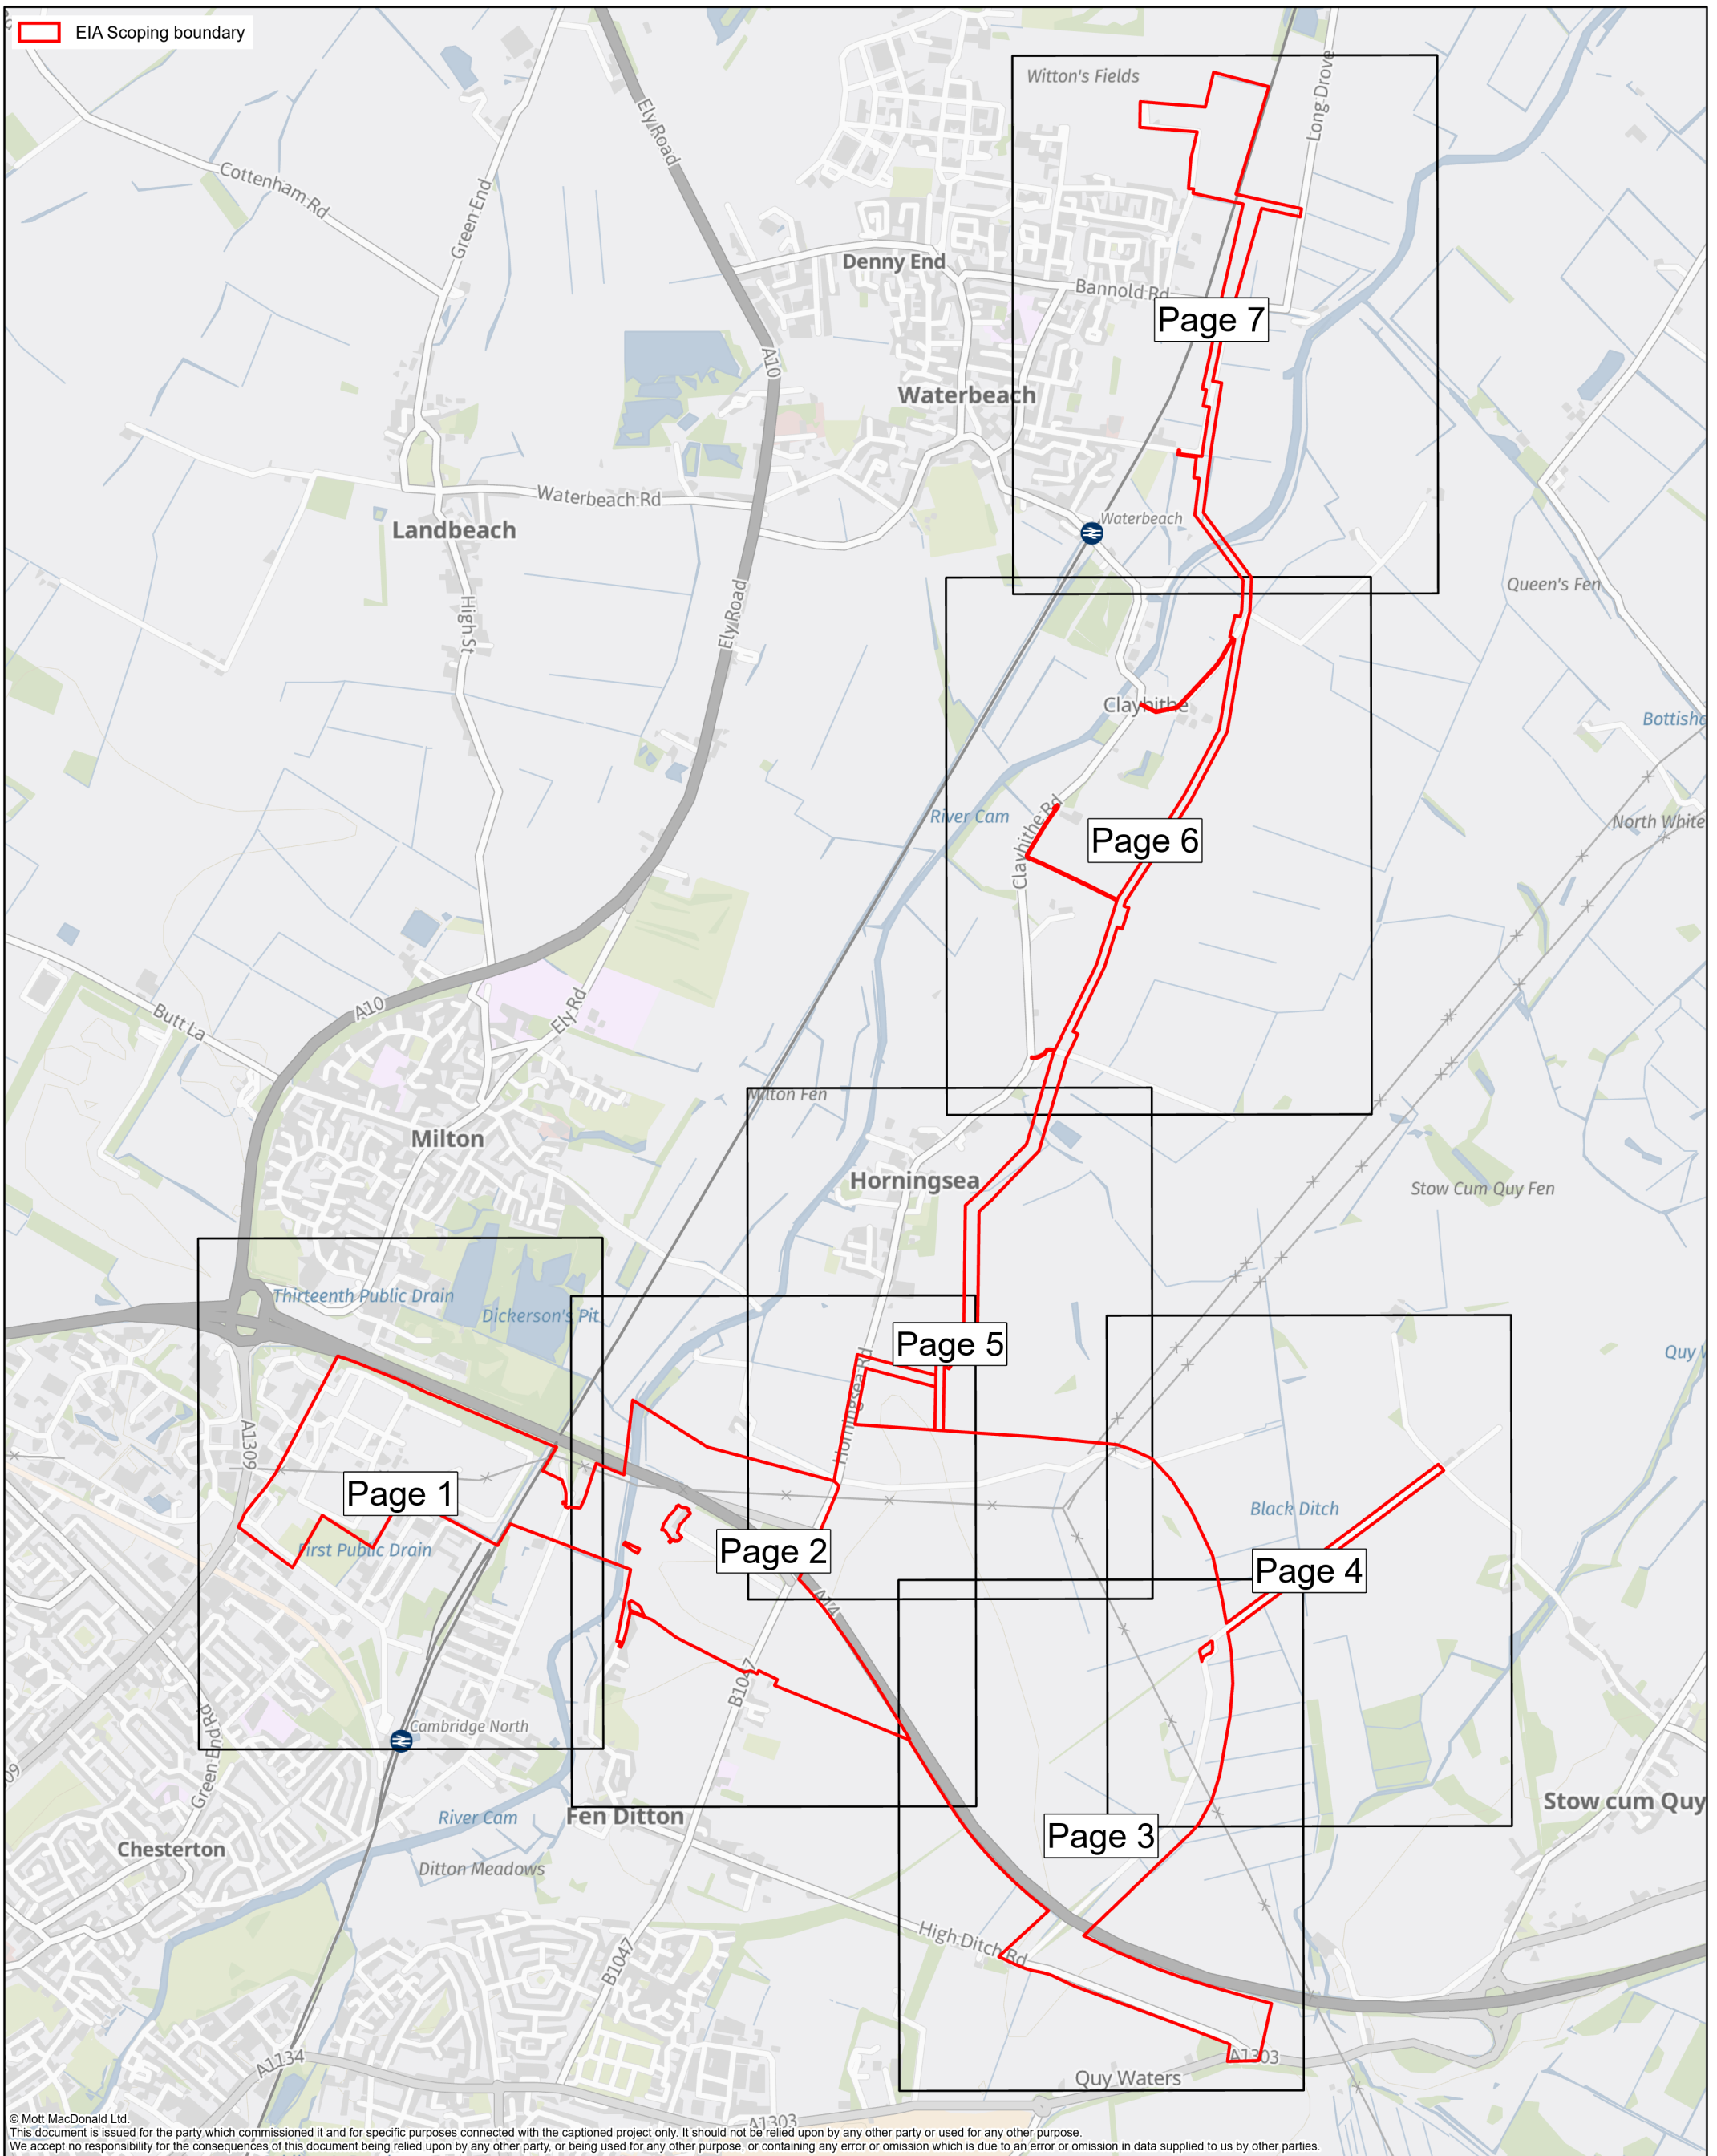 EIA Scoping boundary
Witton's Fields
Long Drove
Ely Road
Cottenham Rd
Green End
Denny End
Bannold Rd
Page 7
A10
Waterbeach
Waterbeach Rd
Landbeach
Waterbeach
Queen's Fen
High St
Ely Road
Clayhithe
Bottisha
River Cam
North White
Clayhithe Rd
Page 6
A10
Butt La
Ely Rd
Milton Fen
Milton
Horningsea
Stow Cum Quy Fen
Thirteenth Public Drain
Dickerson's Pit
Page 5
Horningsea Rd
A1309
Page 1
Black Ditch
First Public Drain
Page 2
Page 4
A14
B1047
Cambridge North
Green End Rd
Stow cum Quy
River Cam
Fen Ditton
Page 3
Chesterton
Ditton Meadows
High Ditch Rd
B1047
A1134
A1303
Quy Waters
A1303
© Mott MacDonald Ltd.
This document is issued for the party which commissioned it and for specific purposes connected with the captioned project only. It should not be relied upon by any other party or used for any other purpose.
We accept no responsibility for the consequences of this document being relied upon by any other party, or being used for any other purpose, or containing any error or omission which is due to an error or omission in data supplied to us by other parties.